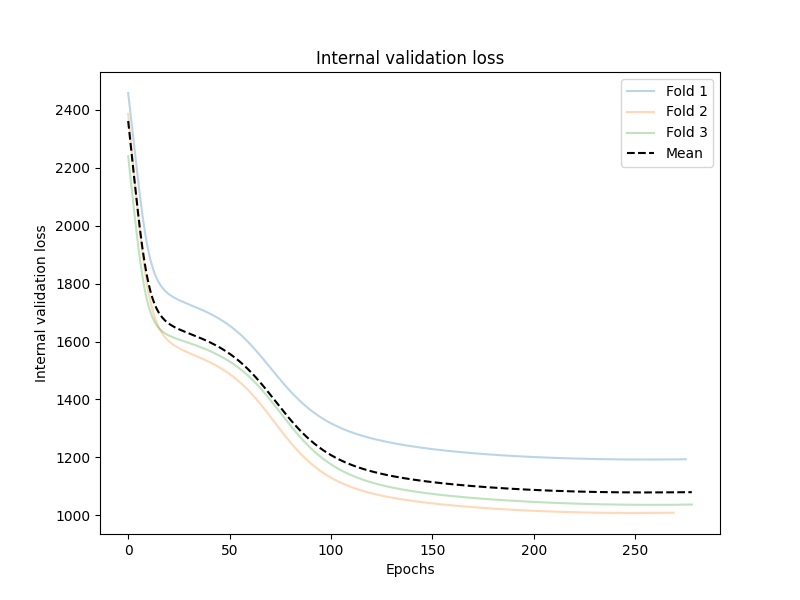 Internal validation loss
Fold 1
Fold 2
Fold 3
Mean
Internal validation loss
2400
2200
2000
1800
1600
1400
1200
1000
0 50 100 150 200 250
Epochs